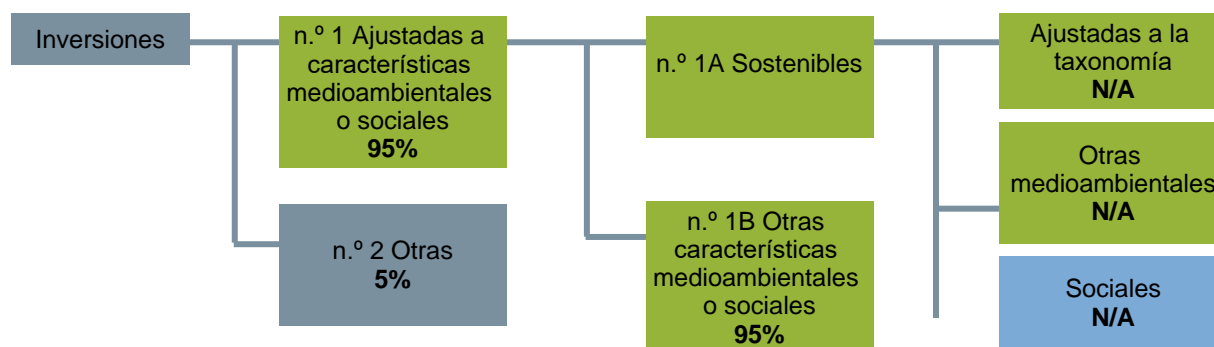 Inversiones
n.º 1 Ajustadas a
características
medioambientales
o sociales
95%
n.º 2 Otras
5%
n.º 1A Sostenibles
n.º 1B Otras
características
medioambientales
o sociales
95%
Ajustadas a la
taxonomía
N/A
Otras
medioambientales
N/A
Sociales
N/A